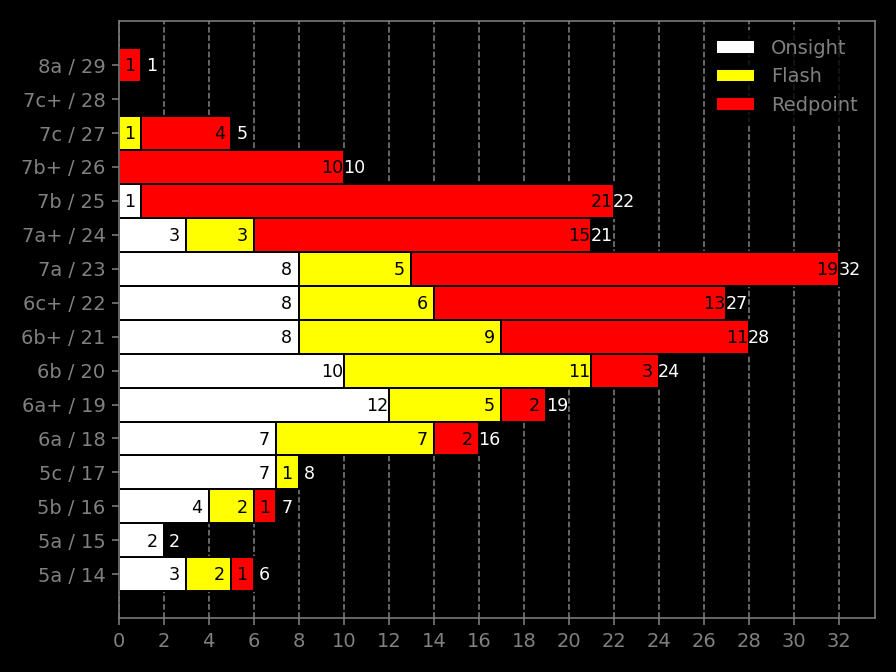 Onsight
Flash
Redpoint
8a / 29 1 1
7c+ / 28
7c / 27 1 4 5
7b+ / 26 10 10
7b / 25 1 21 22
7a+ / 24 3 3 15 21
7a / 23 8 5 19 32
6c+ / 22 8 6 13 27
6b+ / 21 8 9 11 28
6b / 20 10 11 3 24
6a+ / 19 12 5 2 19
6a / 18 7 7 2 16
5c / 17 7 1 8
5b / 16 4 2 1 7
5a / 15 2 2
5a / 14 3 2 1 6
0 2 4 6 8 10 12 14 16 18 20 22 24 26 28 30 32